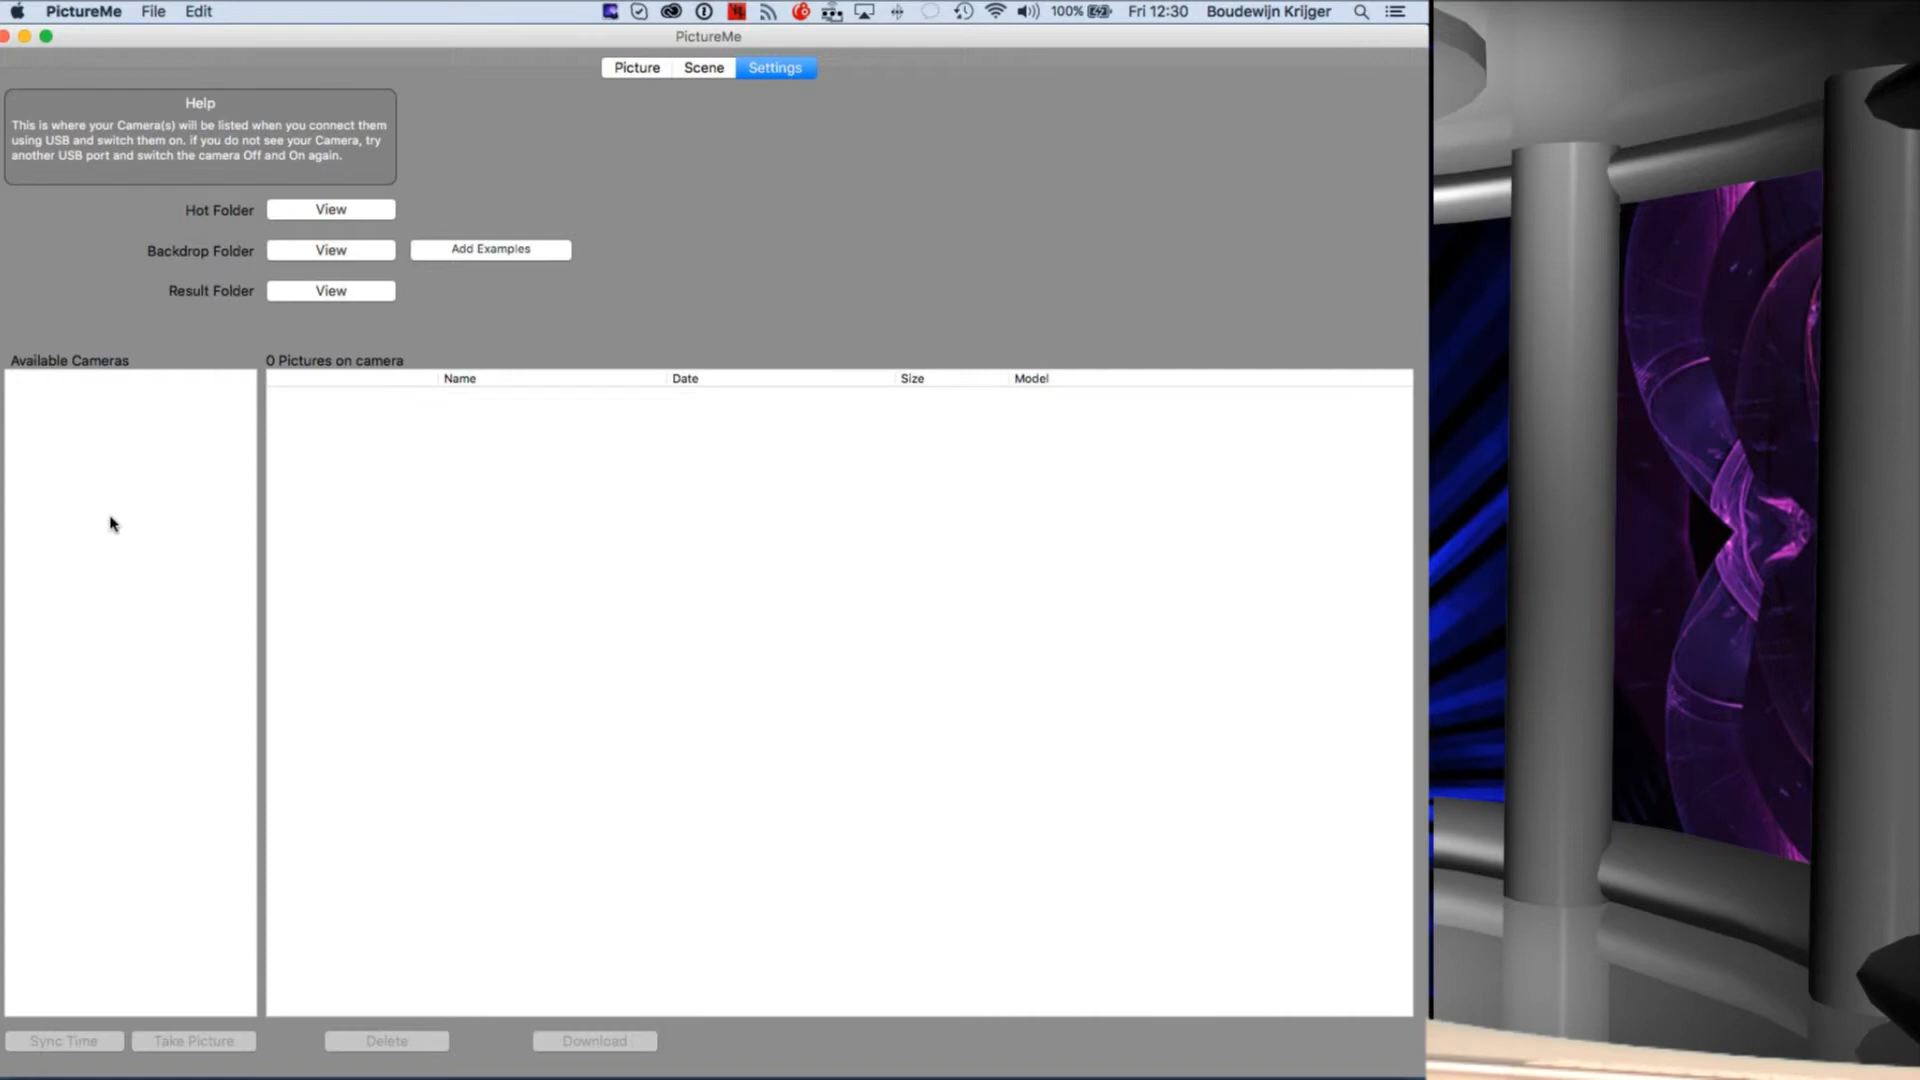 PictureMe File Edit 100% Fri 12:30 Boudewijn Krijger
PictureMe
Picture Scene Settings
Help
This is where your Camera(s) will be listed when you connect them
using USB and switch them on. if you do not see your Camera, try
another USB port and switch the camera Off and On again.
Hot Folder View
Backdrop Folder View Add Examples
Result Folder View
Available Cameras 0 Pictures on camera
Name Date Size Model
Sync Time Take Picture Delete Download